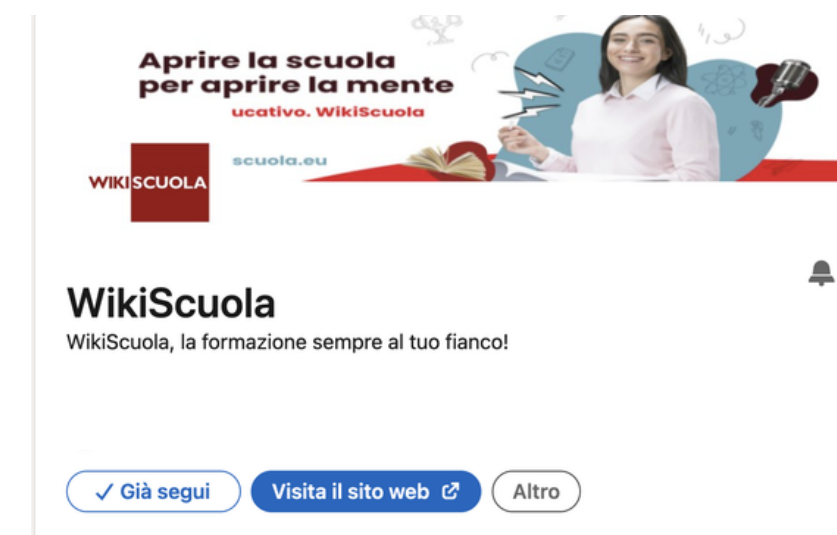 Aprire la scuola
per aprire la mente
ucativo. WikiScuola
scuola.eu
WIKISCUOLA
WikiScuola
WikiScuola, la formazione sempre al tuo fianco!
Già segui
Visita il sito web
Altro